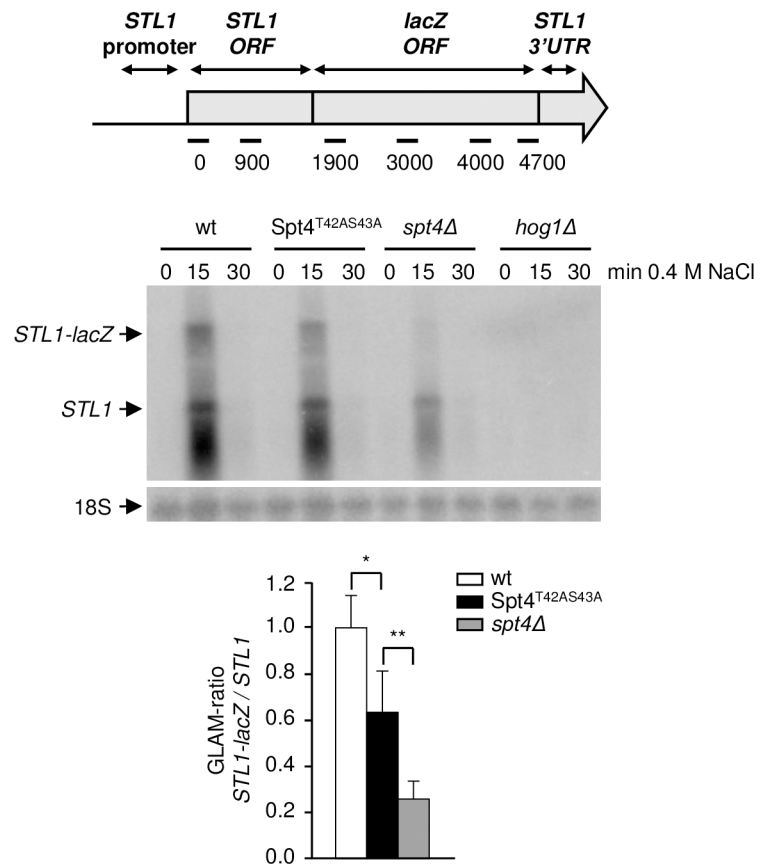 STL1 STL1 lacZ STL1
promoter ORF ORF 3'UTR
0 900 1900 3000 4000 4700
wt Spt4T42AS43A spt4Δ hog1Δ
0 15 30 0 15 30 0 15 30 0 15 30 min 0.4 M NaCl
STL1-lacZ
STL1
18S
GLAM-ratio
STL1-lacZ / STL1
1.2
1.0
0.8
0.6
0.4
0.2
0.0
*
**
wt
Spt4T42AS43A
spt4Δ